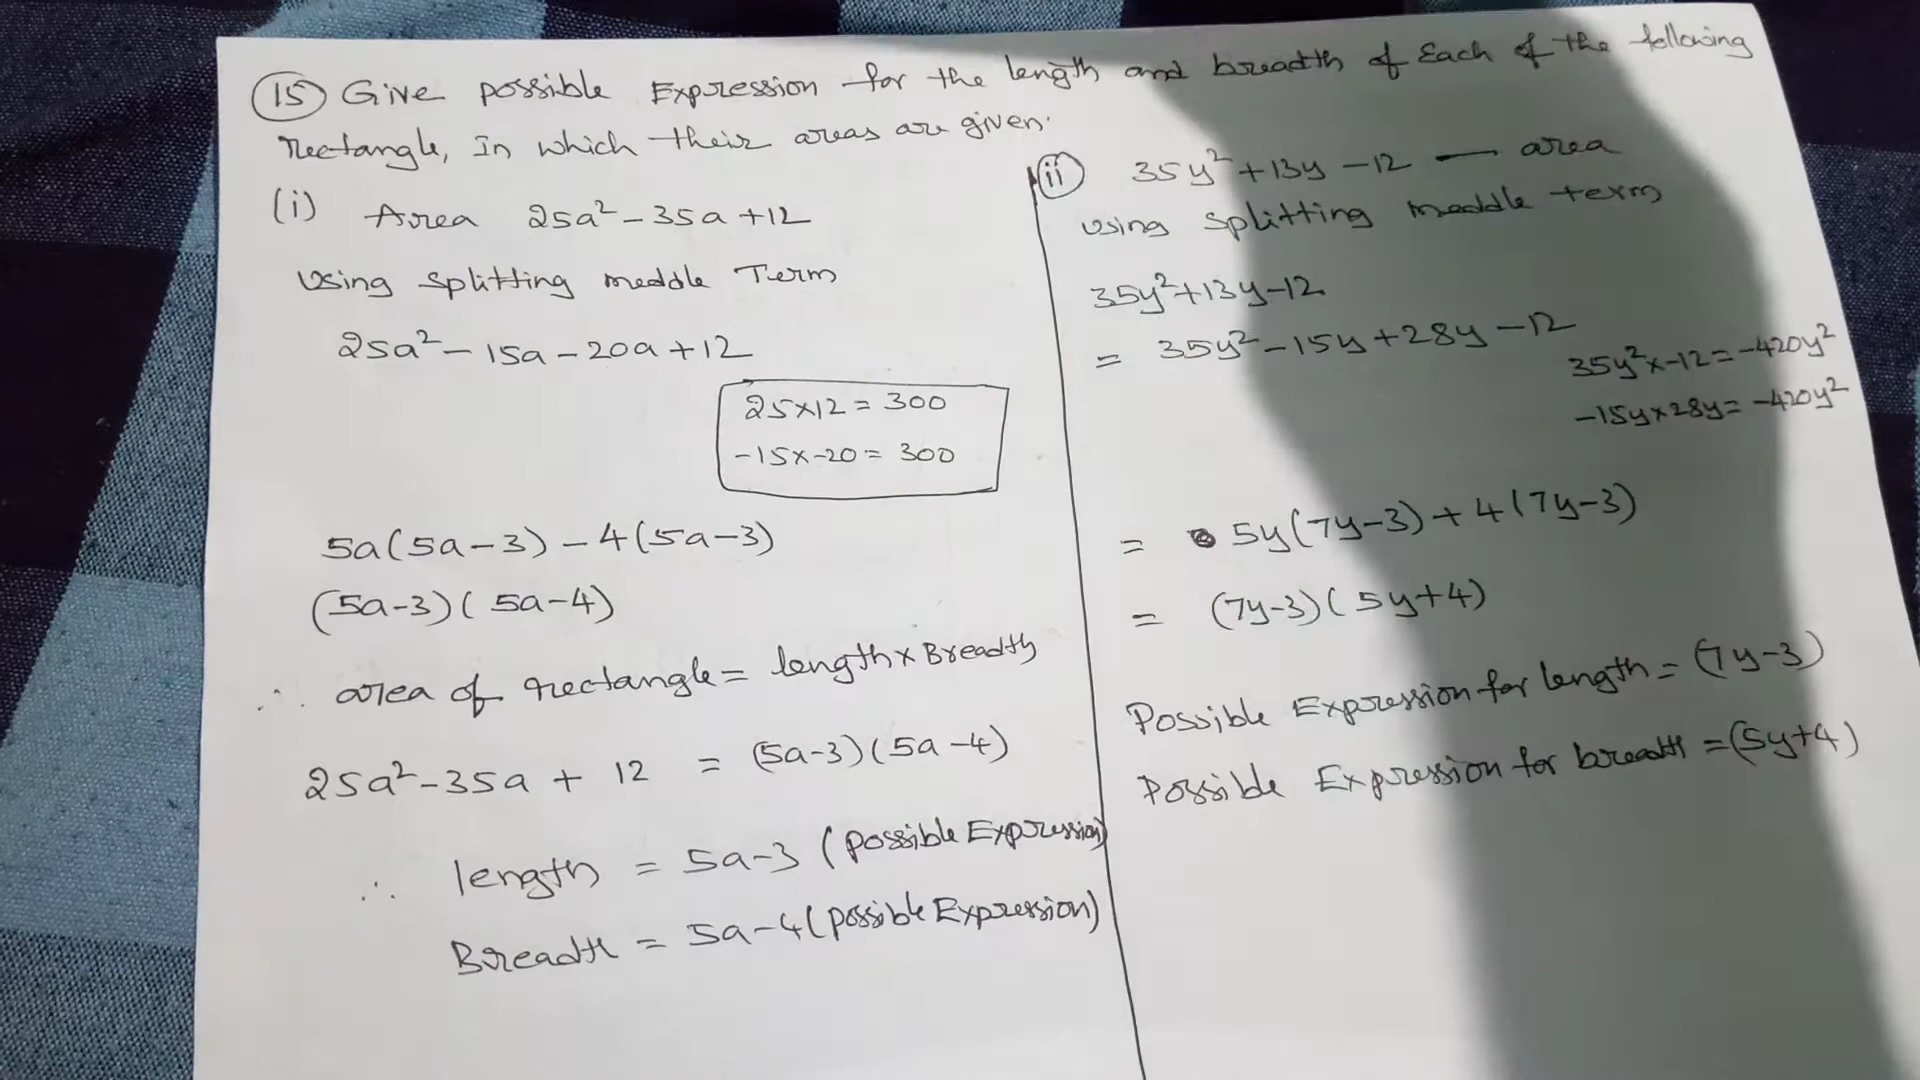 15 Give possible Expression for the length and breadth of Each of the following
rectangle, In which their areas are given.
(i) Area 25a² - 35a + 12
Using splitting meddle Term
25a² - 15a - 20a + 12
25×12 = 300
-15×-20 = 300
5a(5a-3) - 4(5a-3)
(5a-3)(5a-4)
∴ area of rectangle = length × Breadth
25a² - 35a + 12 = (5a-3)(5a-4)
∴ length = 5a-3 (possible Expression)
Breadth = 5a-4 (possible Expression)
ii 35y² + 13y - 12 — area
using splitting meddle term
35y² + 13y - 12
= 35y² - 15y + 28y - 12
35y² × -12 = -420y²
-15y × 28y = -420y²
= 5y(7y-3) + 4(7y-3)
= (7y-3)(5y+4)
Possible Expression for length = (7y-3)
Possible Expression for breadth = (5y+4)